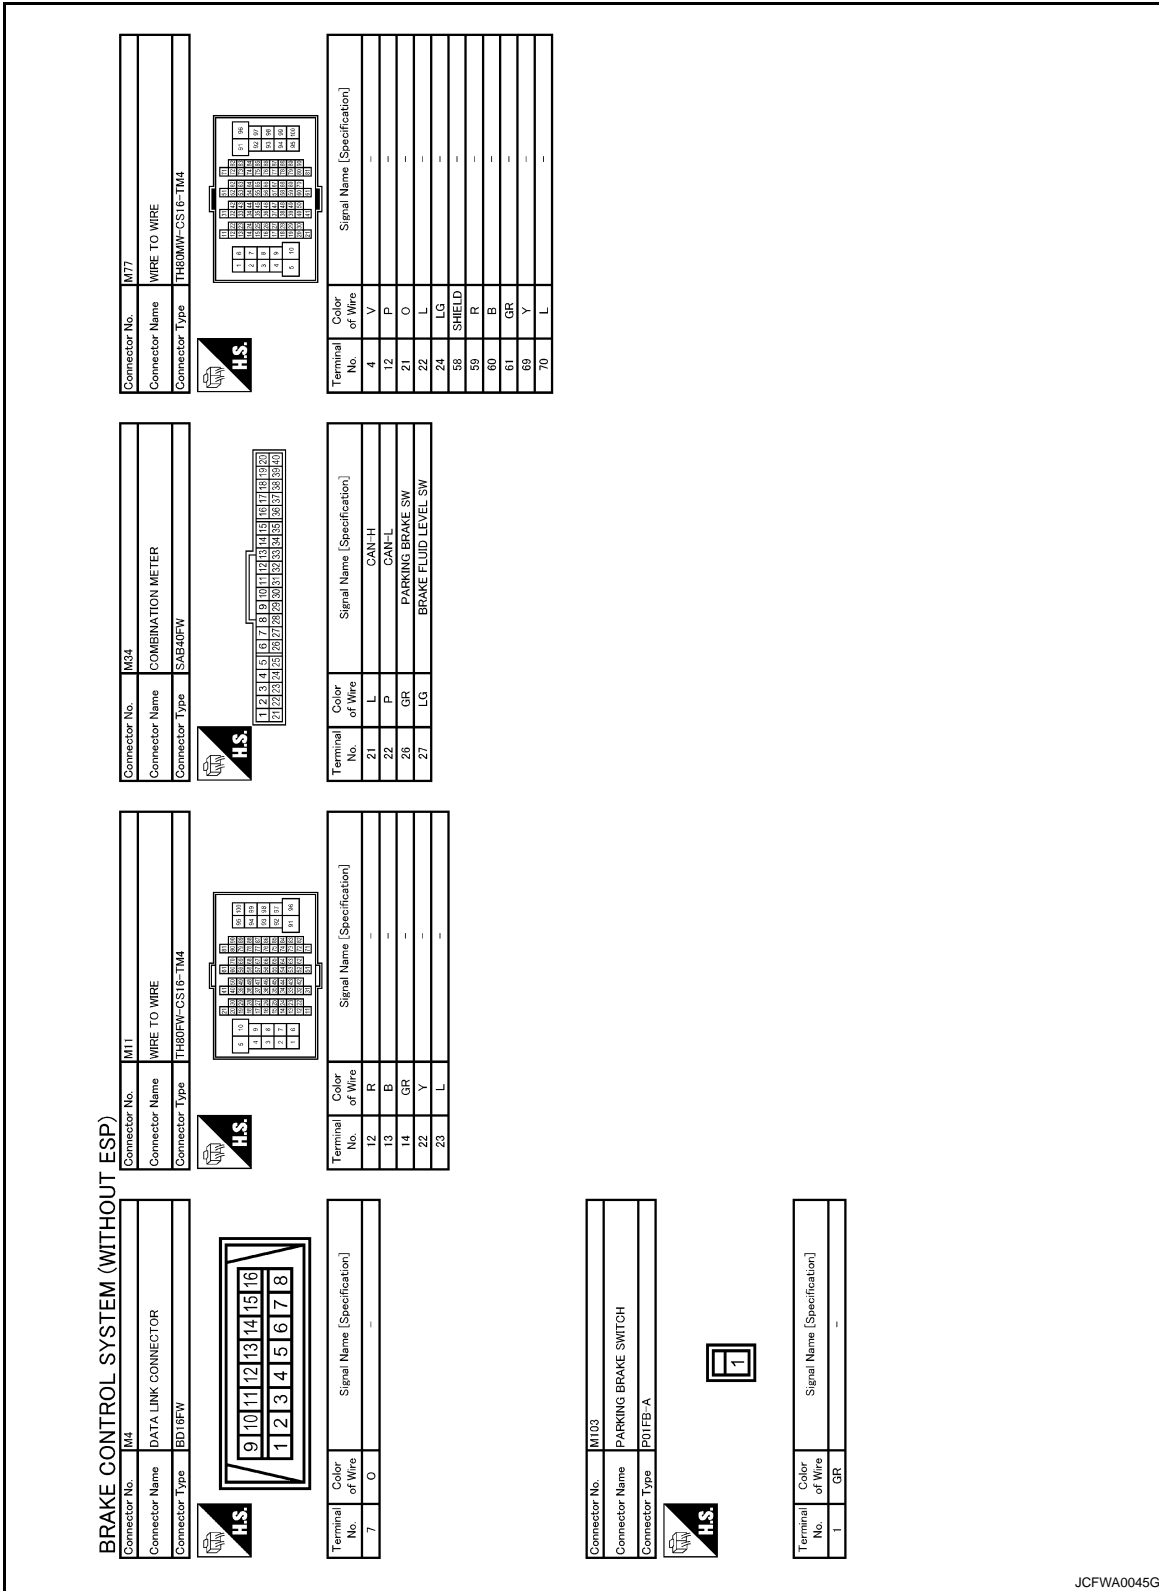 BRAKE CONTROL SYSTEM (WITHOUT ESP)
Connector No. M4
Connector Name DATA LINK CONNECTOR
Connector Type BD16FW
H.S.
9 10 11 12 13 14 15 16
1 2 3 4 5 6 7 8
Terminal No. Color of Wire Signal Name [Specification]
7 O -
Connector No. M11
Connector Name WIRE TO WIRE
Connector Type TH80FW-CS16-TM4
H.S.
Terminal No. Color of Wire Signal Name [Specification]
12 R -
13 B -
14 GR -
22 Y -
23 L -
Connector No. M34
Connector Name COMBINATION METER
Connector Type SAB40FW
H.S.
1 2 3 4 5 6 7 8 9 10 11 12 13 14 15 16 17 18 19 20
21 22 23 24 25 26 27 28 29 30 31 32 33 34 35 36 37 38 39 40
Terminal No. Color of Wire Signal Name [Specification]
21 L CAN-H
22 P CAN-L
26 GR PARKING BRAKE SW
27 LG BRAKE FLUID LEVEL SW
Connector No. M77
Connector Name WIRE TO WIRE
Connector Type TH80MW-CS16-TM4
H.S.
Terminal No. Color of Wire Signal Name [Specification]
4 V -
12 P -
21 O -
22 L -
24 LG -
58 SHIELD -
59 R -
60 B -
61 GR -
69 Y -
70 L -
Connector No. M103
Connector Name PARKING BRAKE SWITCH
Connector Type P01FB-A
H.S.
1
Terminal No. Color of Wire Signal Name [Specification]
1 GR -
JCFWA0045G